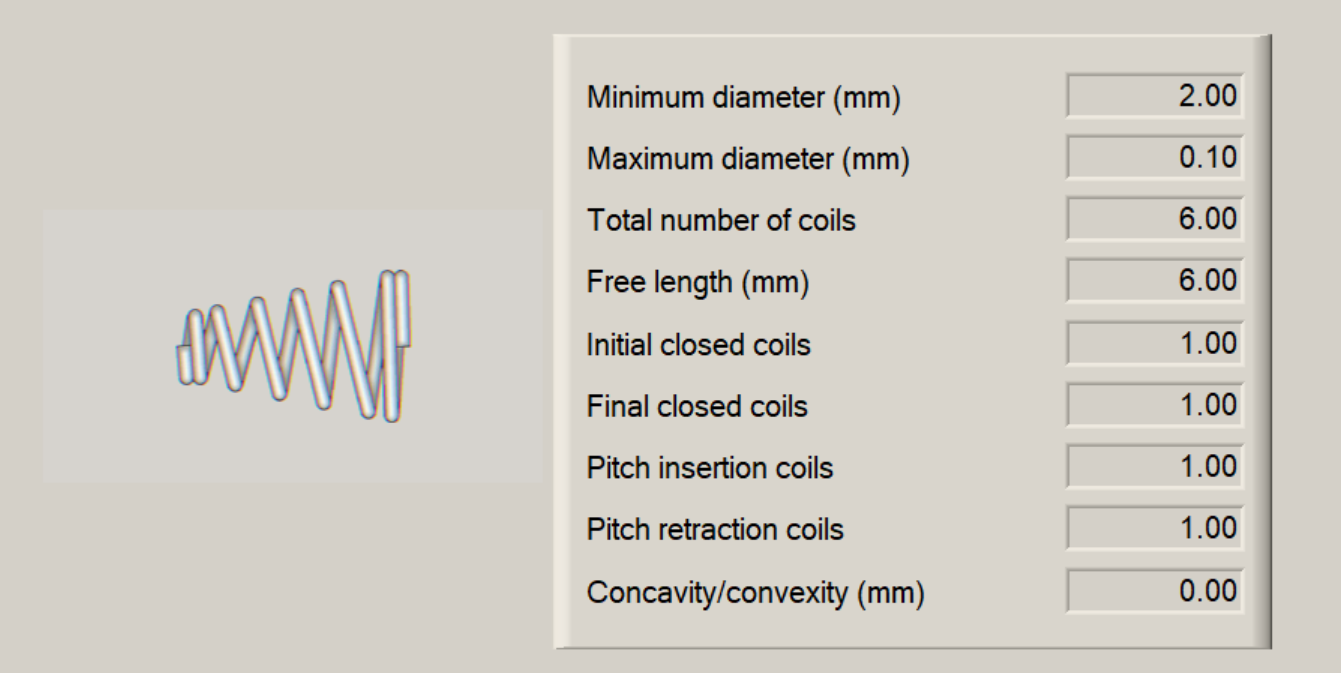 Minimum diameter (mm) 2.00
Maximum diameter (mm) 0.10
Total number of coils 6.00
Free length (mm) 6.00
Initial closed coils 1.00
Final closed coils 1.00
Pitch insertion coils 1.00
Pitch retraction coils 1.00
Concavity/convexity (mm) 0.00